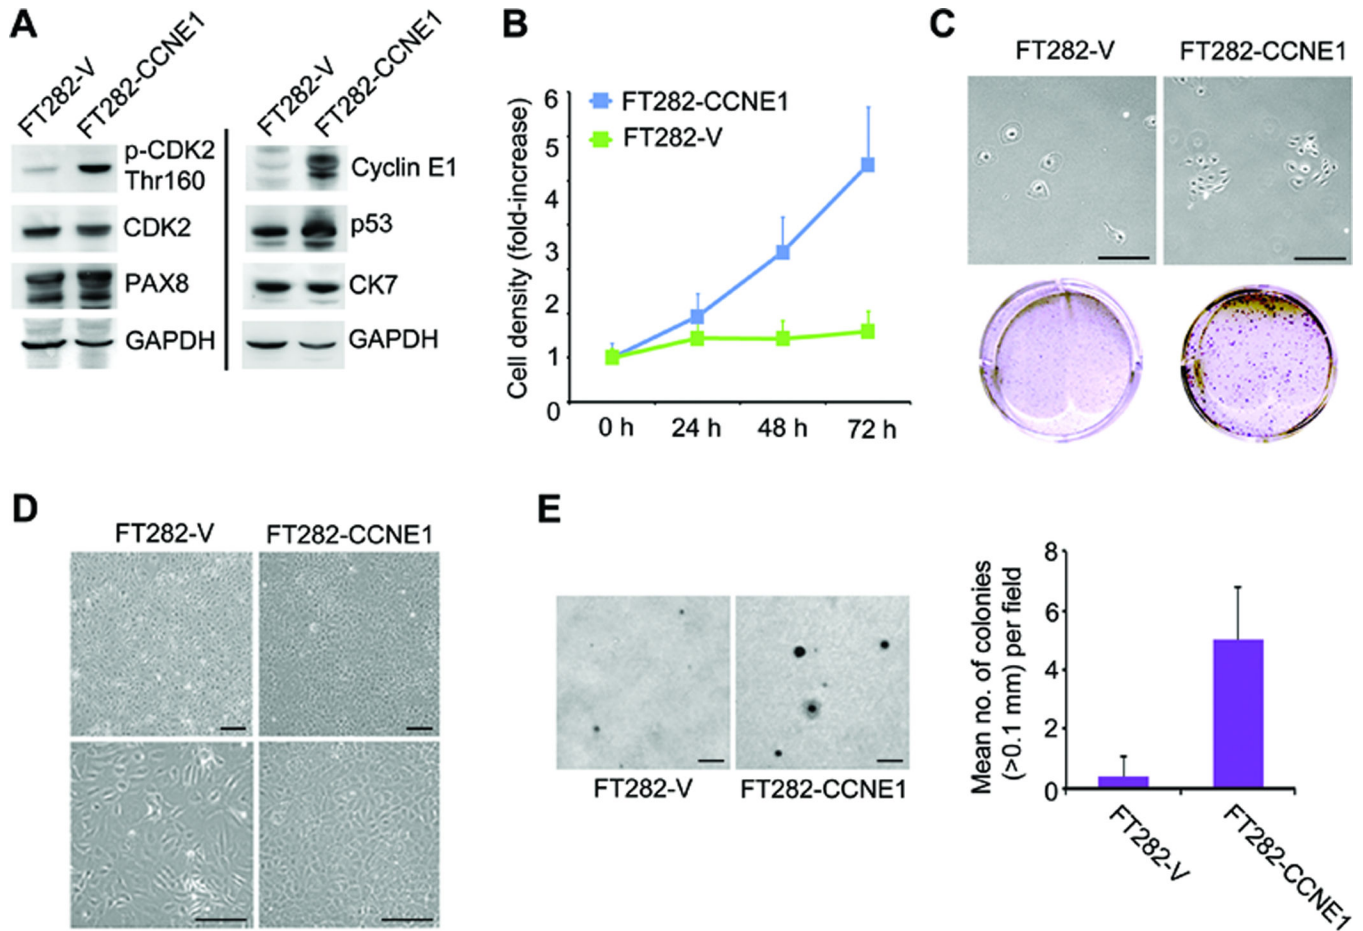 A
FT282-V
FT282-CCNE1
FT282-V
FT282-CCNE1
p-CDK2
Thr160
CDK2
PAX8
GAPDH
Cyclin E1
p53
CK7
GAPDH
B
Cell density (fold-increase)
6
5
4
3
2
1
0
FT282-CCNE1
FT282-V
0 h 24 h 48 h 72 h
C
FT282-V FT282-CCNE1
D
FT282-V FT282-CCNE1
E
FT282-V FT282-CCNE1
Mean no. of colonies
(>0.1 mm) per field
8
6
4
2
0
FT282-V
FT282-CCNE1